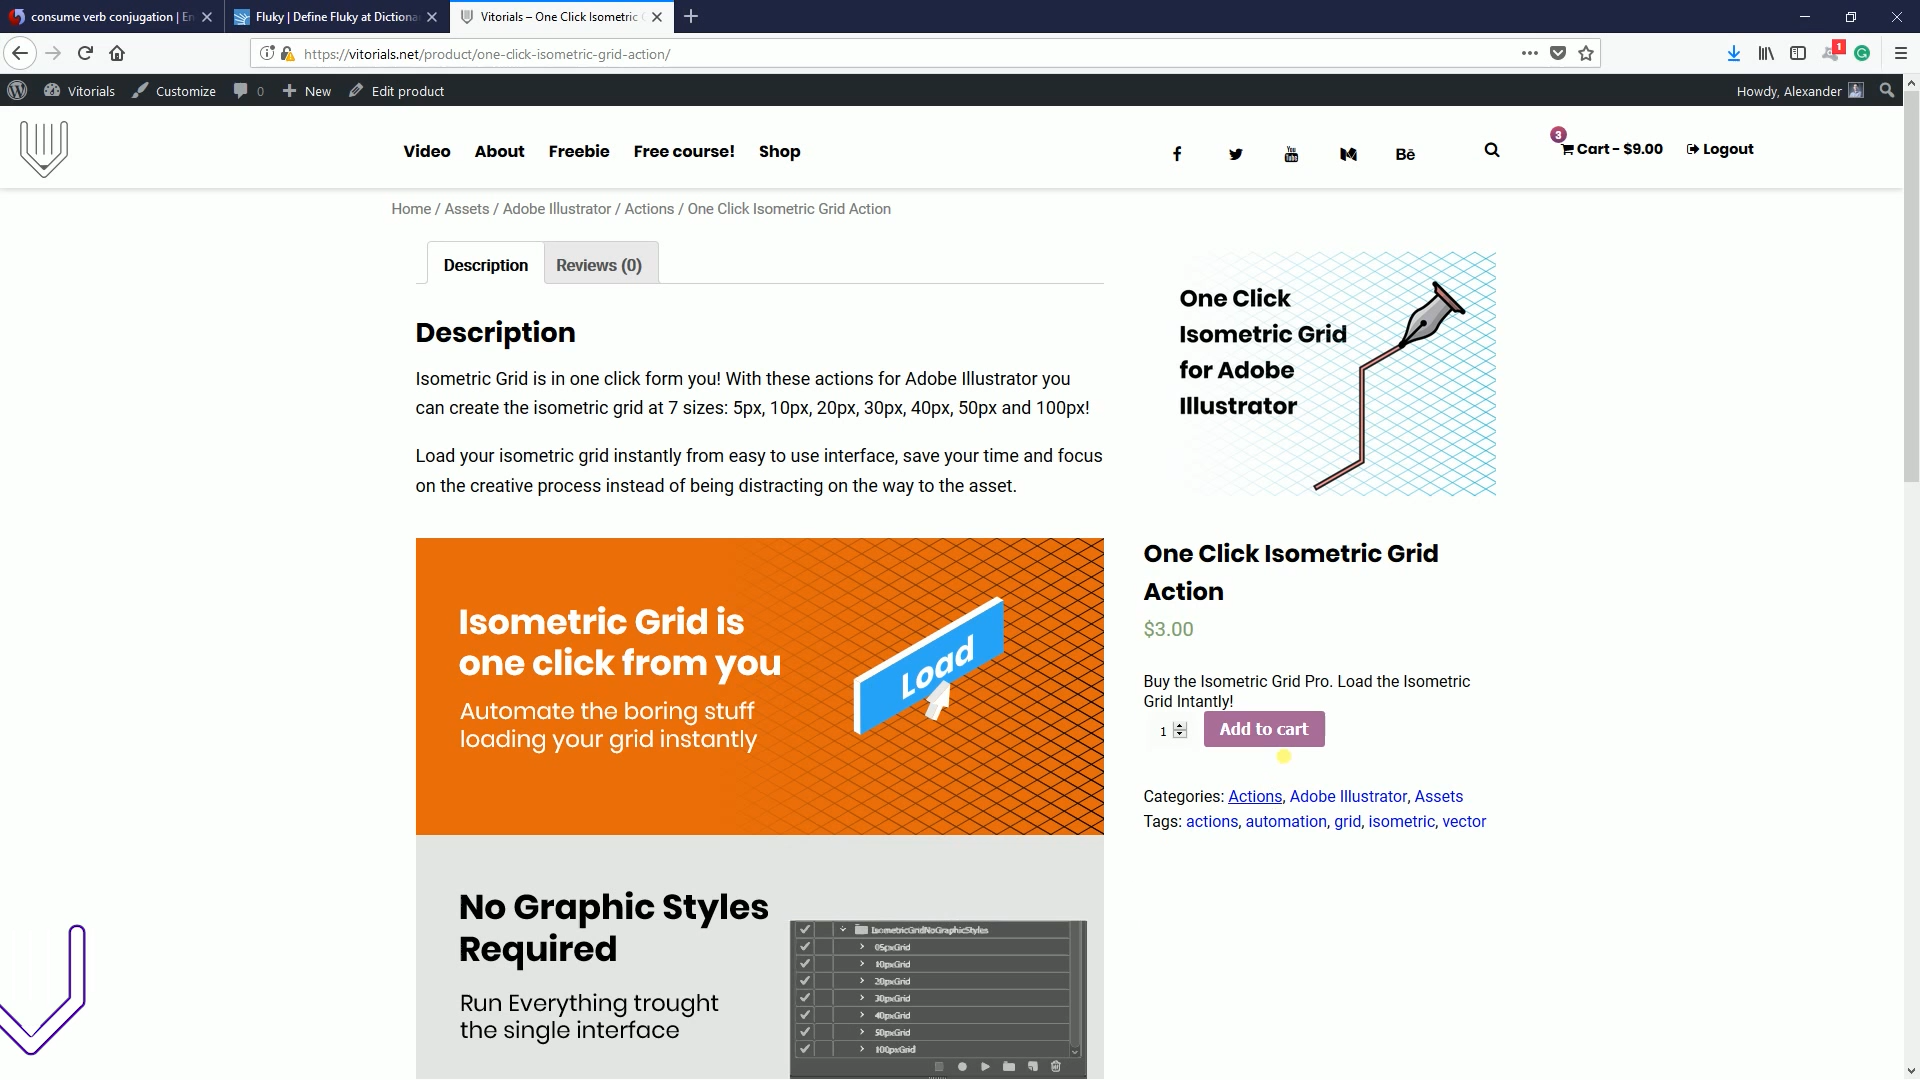 consume verb conjugation | En
Fluky | Define Fluky at Dictiona
Vitorials – One Click Isometric
https://vitorials.net/product/one-click-isometric-grid-action/
1
Vitorials
Customize
0
New
Edit product
Howdy, Alexander
Video
About
Freebie
Free course!
Shop
You
Tube
Bē
3
Cart - $9.00
Logout
Home / Assets / Adobe Illustrator / Actions / One Click Isometric Grid Action
Description
Reviews (0)
Description
Isometric Grid is in one click form you! With these actions for Adobe Illustrator you
can create the isometric grid at 7 sizes: 5px, 10px, 20px, 30px, 40px, 50px and 100px!
Load your isometric grid instantly from easy to use interface, save your time and focus
on the creative process instead of being distracting on the way to the asset.
Isometric Grid is
one click from you
Automate the boring stuff
loading your grid instantly
Load
No Graphic Styles
Required
Run Everything trought
the single interface
IsometricGridNoGraphicStyles
05pxGrid
10pxGrid
20pxGrid
30pxGrid
40pxGrid
50pxGrid
100pxGrid
One Click
Isometric Grid
for Adobe
Illustrator
One Click Isometric Grid
Action
$3.00
Buy the Isometric Grid Pro. Load the Isometric
Grid Intantly!
1
Add to cart
Categories: Actions, Adobe Illustrator, Assets
Tags: actions, automation, grid, isometric, vector